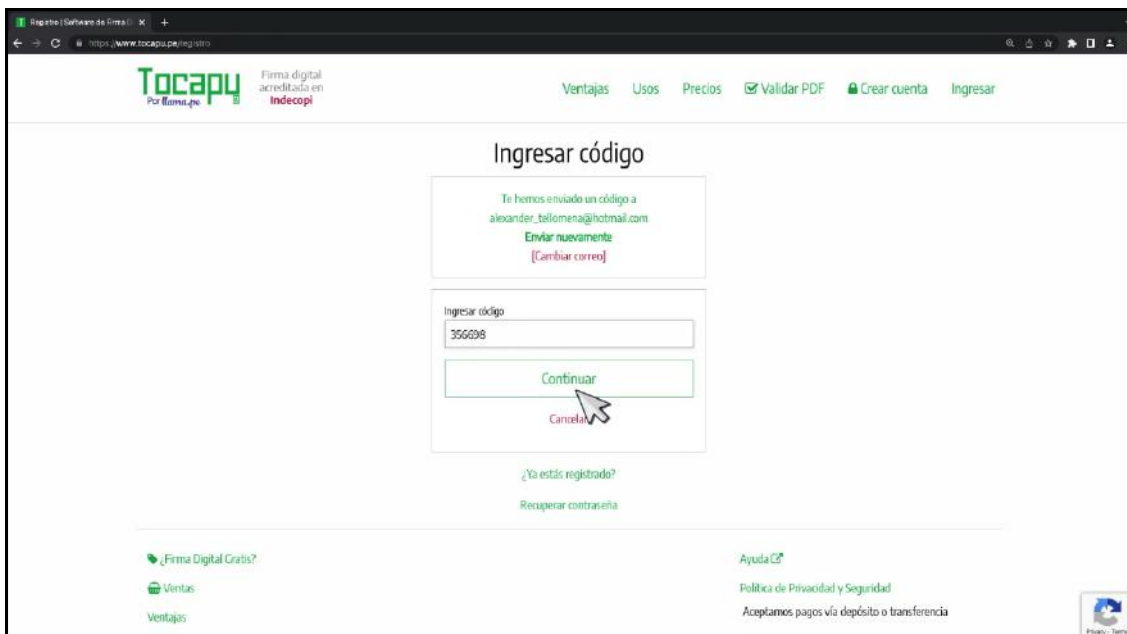 Registro | Software de Firma D
https://www.tocapu.pe/registro
Tocapu
Por llama.pe
Firma digital
acreditada en
Indecopi
Ventajas
Usos
Precios
Validar PDF
Crear cuenta
Ingresar
Ingresar código
Te hemos enviado un código a
alexander_tellomena@hotmail.com
Enviar nuevamente
[Cambiar correo]
Ingresar código
356698
Continuar
Cancelar
¿Ya estás registrado?
Recuperar contraseña
¿Firma Digital Gratis?
Ventas
Ventajas
Ayuda
Política de Privacidad y Seguridad
Aceptamos pagos vía depósito o transferencia